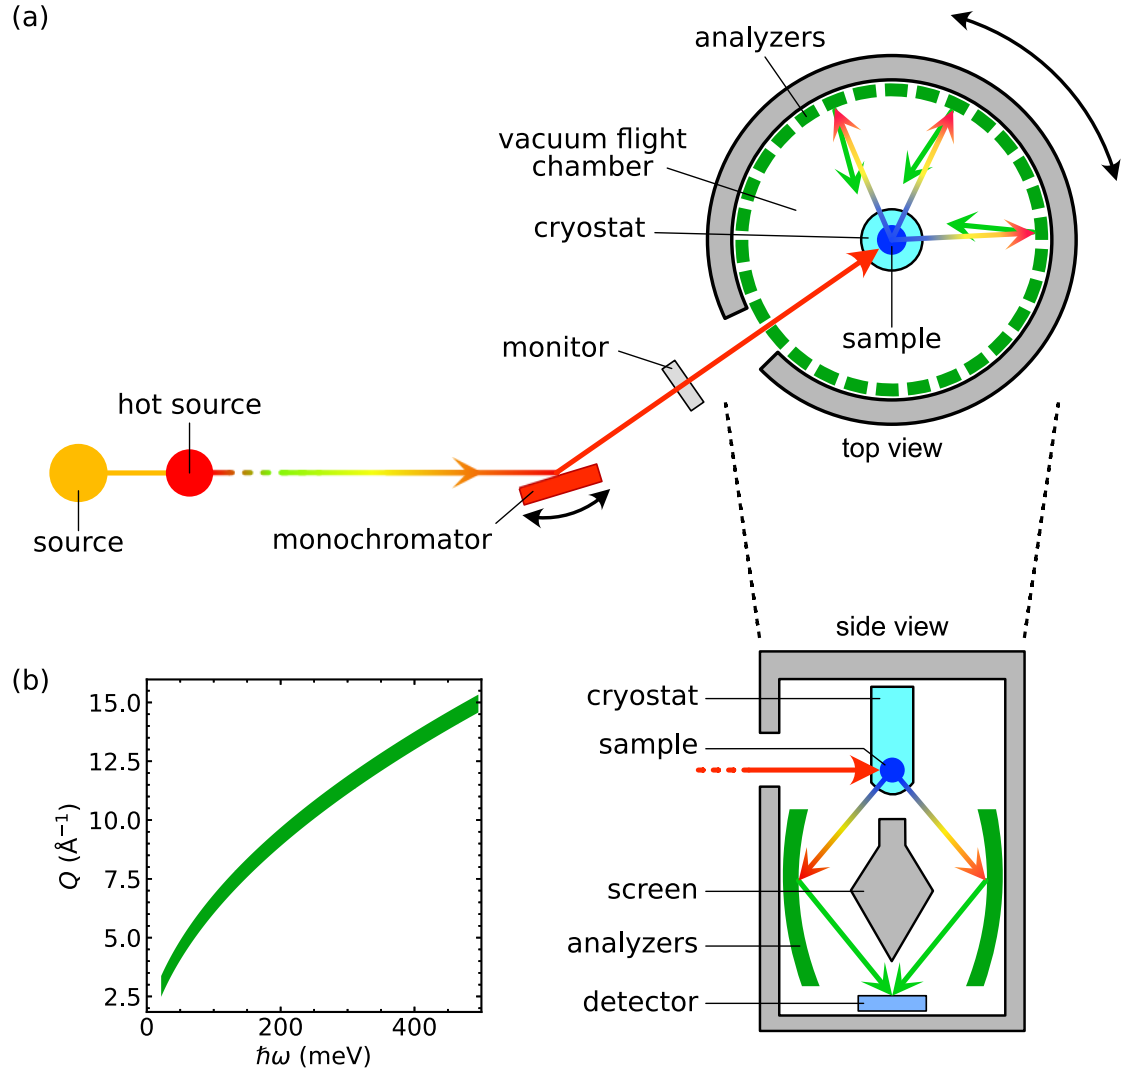 (a)
analyzers
vacuum flight
chamber
cryostat
sample
monitor
top view
hot source
source
monochromator
side view
cryostat
sample
screen
analyzers
detector
(b)
15.0
12.5
10.0
7.5
5.0
2.5
Q (Å⁻¹)
0
200
400
ħω (meV)